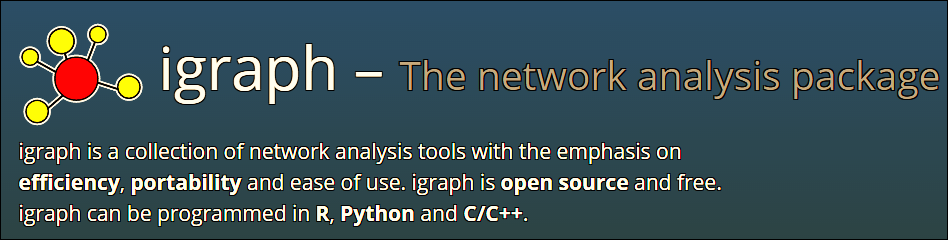 igraph – The network analysis package
igraph is a collection of network analysis tools with the emphasis on
efficiency, portability and ease of use. igraph is open source and free.
igraph can be programmed in R, Python and C/C++.